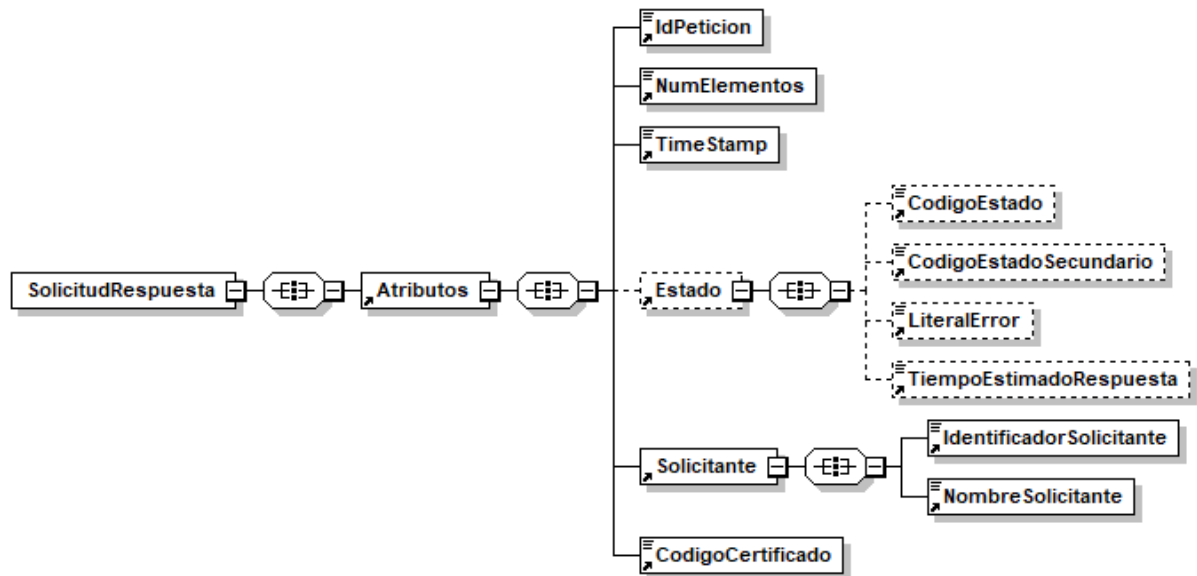 IdPeticion
NumElementos
TimeStamp
CodigoEstado
CodigoEstadoSecundario
SolicitudRespuesta
Atributos
Estado
LiteralError
TiempoEstimadoRespuesta
IdentificadorSolicitante
Solicitante
NombreSolicitante
CodigoCertificado